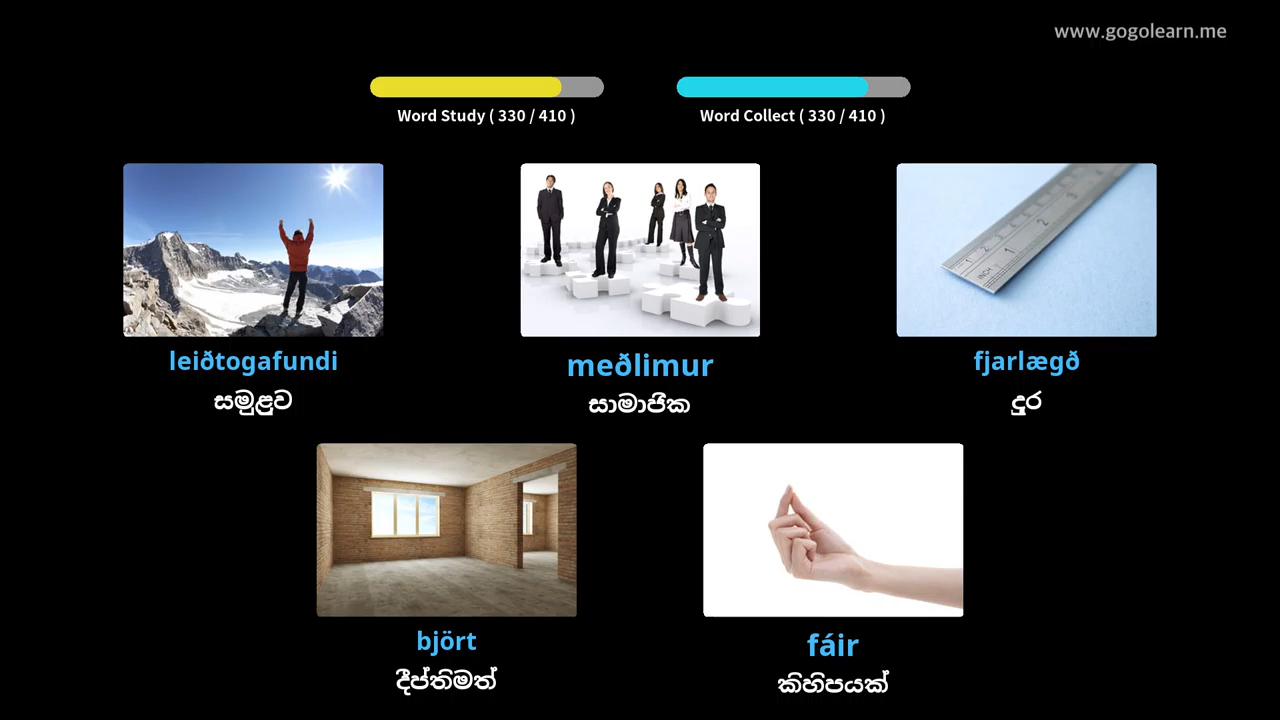 www.gogolearn.me
Word Study ( 330 / 410 )
Word Collect ( 330 / 410 )
leiðtogafundi
සමුළුව
meðlimur
සාමාජික
fjarlægð
දුර
björt
දීප්තිමත්
fáir
කිහිපයක්